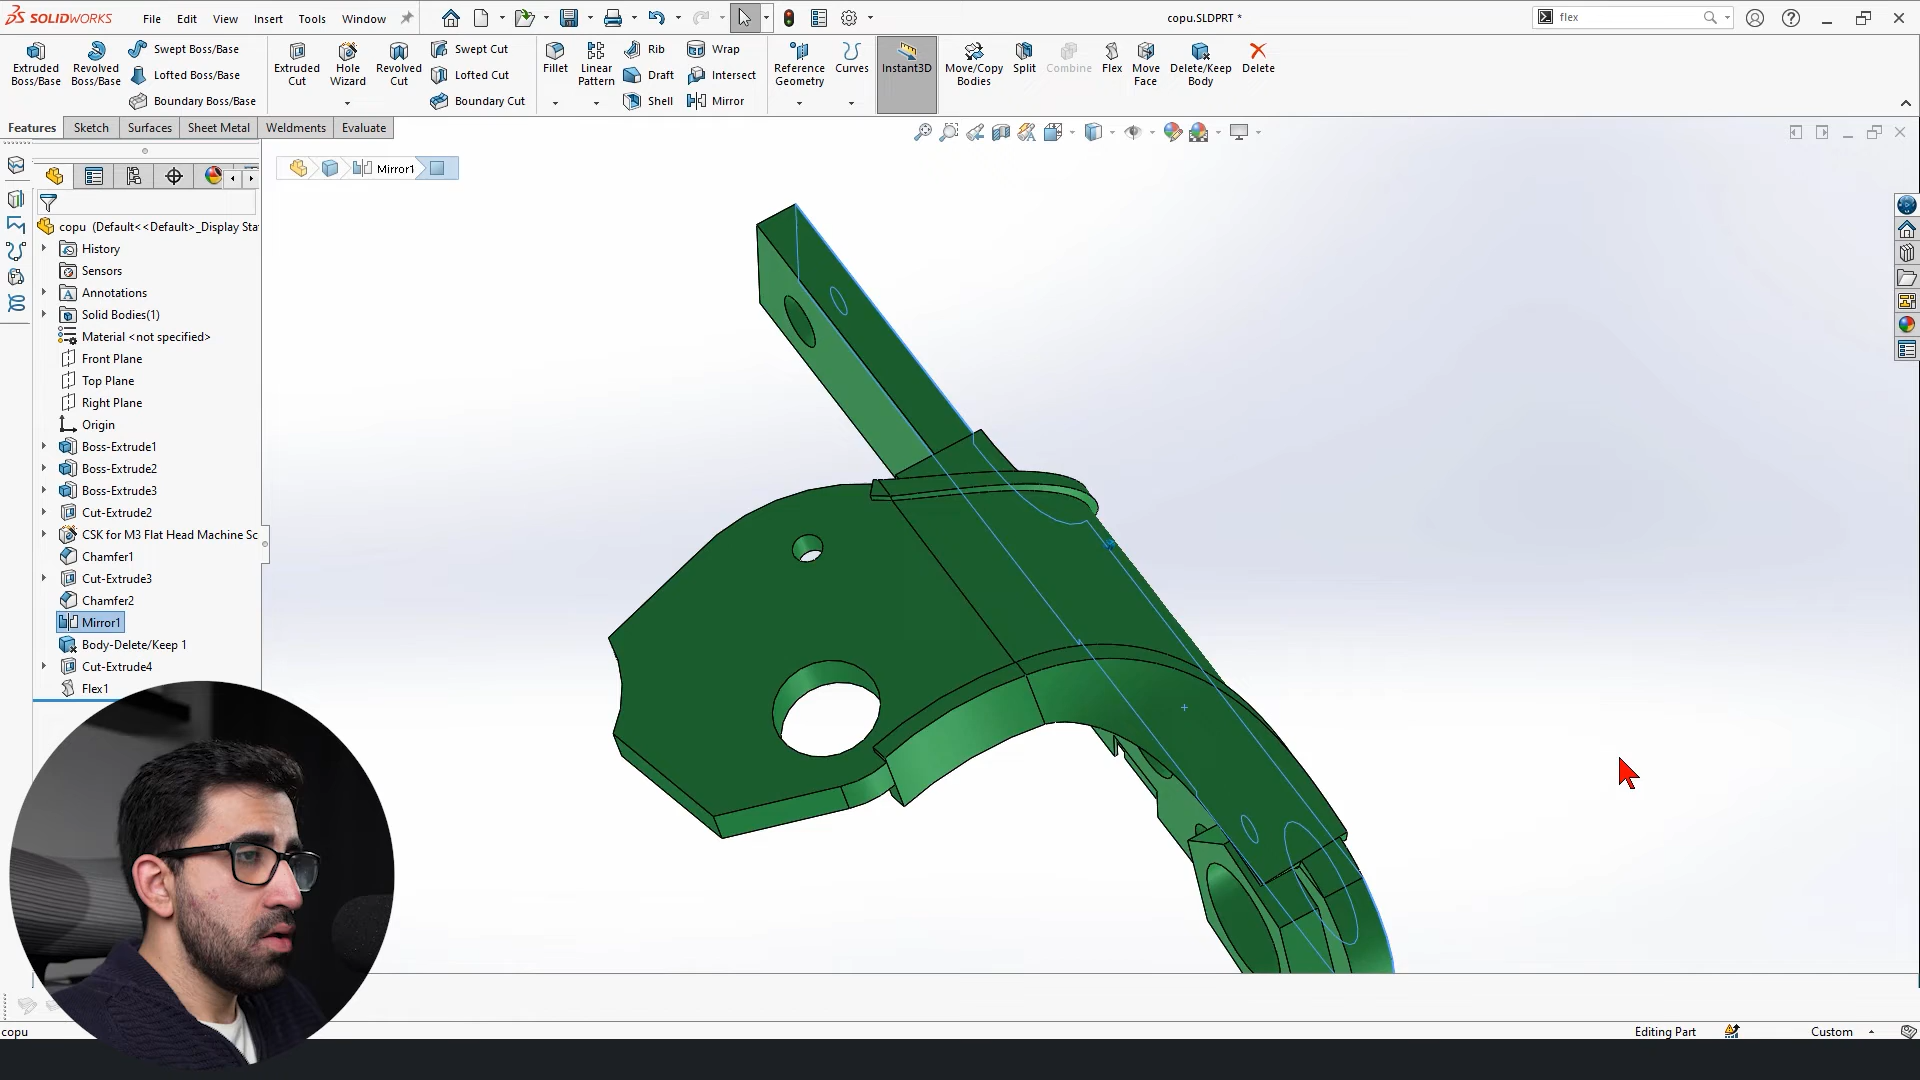 SOLIDWORKS File Edit View Insert Tools Window copu.SLDPRT * flex
Extruded Boss/Base
Revolved Boss/Base
Swept Boss/Base
Lofted Boss/Base
Boundary Boss/Base
Extruded Cut
Hole Wizard
Revolved Cut
Swept Cut
Lofted Cut
Boundary Cut
Fillet
Linear Pattern
Rib
Draft
Shell
Wrap
Intersect
Mirror
Reference Geometry
Curves
Instant3D
Move/Copy Bodies
Split
Combine
Flex
Move Face
Delete/Keep Body
Delete
Features Sketch Surfaces Sheet Metal Weldments Evaluate
Mirror1
copu (Default<<Default>_Display Sta
History
Sensors
Annotations
Solid Bodies(1)
Material <not specified>
Front Plane
Top Plane
Right Plane
Origin
Boss-Extrude1
Boss-Extrude2
Boss-Extrude3
Cut-Extrude2
CSK for M3 Flat Head Machine Sc
Chamfer1
Cut-Extrude3
Chamfer2
Mirror1
Body-Delete/Keep 1
Cut-Extrude4
Flex1
copu Editing Part Custom